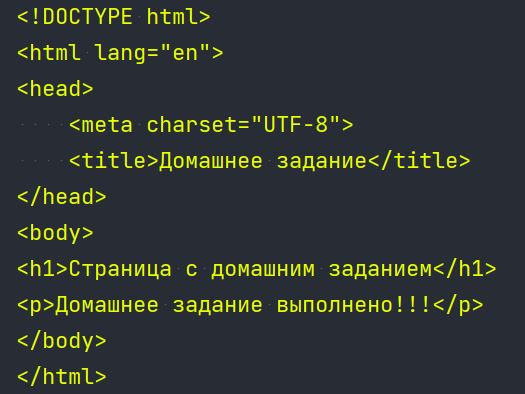 <!DOCTYPE html>
<html lang="en">
<head>
    <meta charset="UTF-8">
    <title>Домашнее задание</title>
</head>
<body>
<h1>Страница с домашним заданием</h1>
<p>Домашнее задание выполнено!!!</p>
</body>
</html>